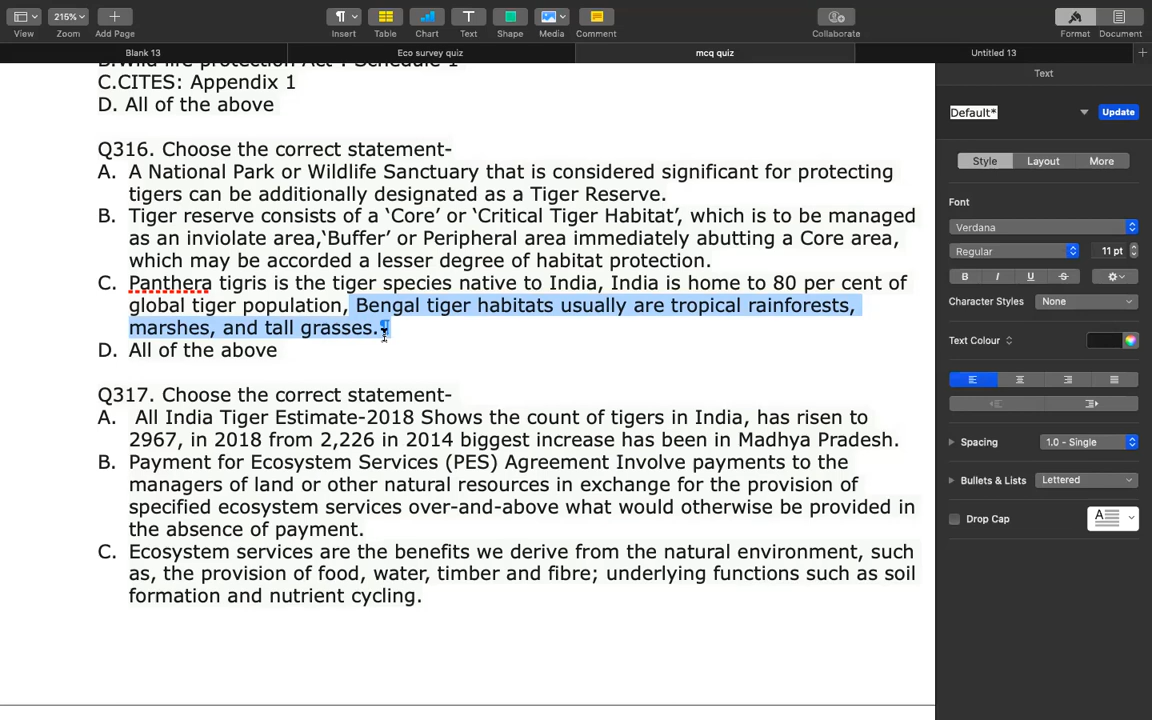 215%
View
Zoom
Add Page
Insert
Table
Chart
Text
Shape
Media
Comment
Collaborate
Format
Document
Blank 13
Eco survey quiz
mcq quiz
Untitled 13
B.Wild life protection Act : Schedule 1
C.CITES: Appendix 1
D. All of the above
Q316. Choose the correct statement-
A. A National Park or Wildlife Sanctuary that is considered significant for protecting
tigers can be additionally designated as a Tiger Reserve.
B. Tiger reserve consists of a ‘Core’ or ‘Critical Tiger Habitat’, which is to be managed
as an inviolate area,‘Buffer’ or Peripheral area immediately abutting a Core area,
which may be accorded a lesser degree of habitat protection.
C. Panthera tigris is the tiger species native to India, India is home to 80 per cent of
global tiger population, Bengal tiger habitats usually are tropical rainforests,
marshes, and tall grasses.
D. All of the above
Q317. Choose the correct statement-
A. All India Tiger Estimate-2018 Shows the count of tigers in India, has risen to
2967, in 2018 from 2,226 in 2014 biggest increase has been in Madhya Pradesh.
B. Payment for Ecosystem Services (PES) Agreement Involve payments to the
managers of land or other natural resources in exchange for the provision of
specified ecosystem services over-and-above what would otherwise be provided in
the absence of payment.
C. Ecosystem services are the benefits we derive from the natural environment, such
as, the provision of food, water, timber and fibre; underlying functions such as soil
formation and nutrient cycling.
Text
Default*
Update
Style
Layout
More
Font
Verdana
Regular
11 pt
B I U S
Character Styles
None
Text Colour
Spacing
1.0 - Single
Bullets & Lists
Lettered
Drop Cap
A